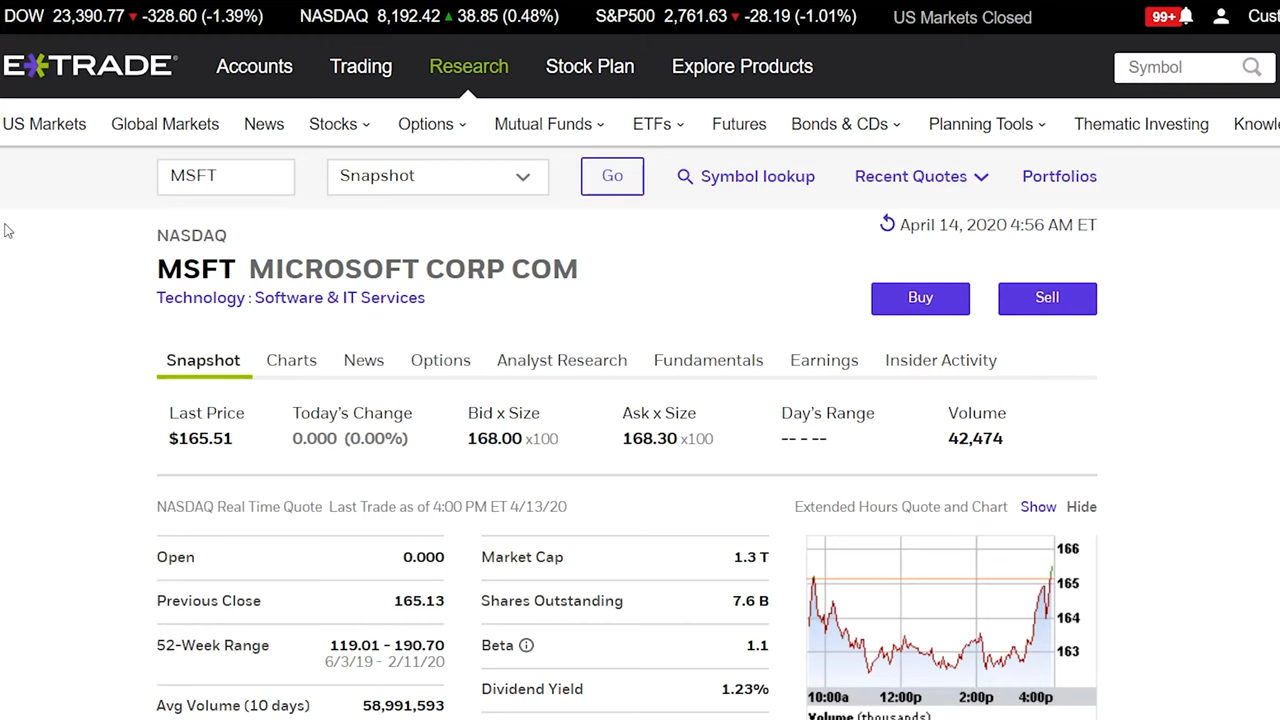 DOW 23,390.77 ▼ -328.60 (-1.39%) NASDAQ 8,192.42 ▲ 38.85 (0.48%) S&P500 2,761.63 ▼ -28.19 (-1.01%) US Markets Closed 99+ Cust
E*TRADE Accounts Trading Research Stock Plan Explore Products Symbol
US Markets Global Markets News Stocks Options Mutual Funds ETFs Futures Bonds & CDs Planning Tools Thematic Investing Knowle
MSFT Snapshot Go Symbol lookup Recent Quotes Portfolios
April 14, 2020 4:56 AM ET
NASDAQ
MSFT MICROSOFT CORP COM
Technology : Software & IT Services
Buy Sell
Snapshot Charts News Options Analyst Research Fundamentals Earnings Insider Activity
Last Price Today's Change Bid x Size Ask x Size Day's Range Volume
$165.51 0.000 (0.00%) 168.00 x100 168.30 x100 -- - -- 42,474
NASDAQ Real Time Quote Last Trade as of 4:00 PM ET 4/13/20
Extended Hours Quote and Chart Show Hide
Open 0.000
Previous Close 165.13
52-Week Range 119.01 - 190.70
6/3/19 - 2/11/20
Avg Volume (10 days) 58,991,593
Market Cap 1.3 T
Shares Outstanding 7.6 B
Beta 1.1
Dividend Yield 1.23%
166
165
164
163
10:00a 12:00p 2:00p 4:00p
Volume (thousands)